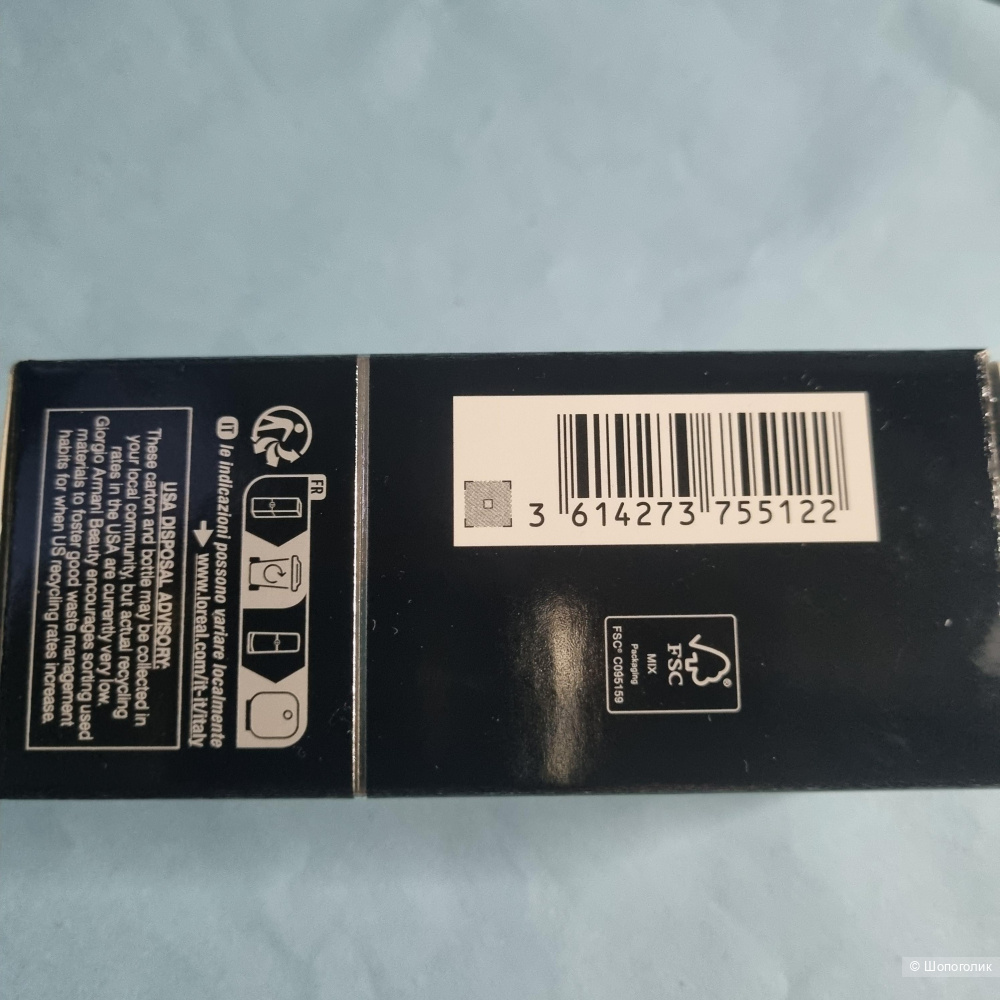 USA DISPOSAL ADVISORY:
These carton and bottle may be collected in
your local community, but actual recycling
rates in the USA are currently very low.
Giorgio Armani Beauty encourages sorting used
materials to foster good waste management
habits for when US recycling rates increase.
FR
IT le indicazioni possono variare localmente
www.loreal.com/it-it/italy
3 614273 755122
®
FSC
MIX
Packaging
FSC® C095159
© Шопоголик